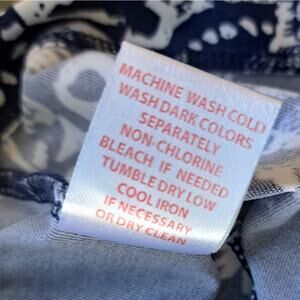 MACHINE WASH COLD
WASH DARK COLORS
SEPARATELY
NON-CHLORINE
BLEACH IF NEEDED
TUMBLE DRY LOW
COOL IRON
IF NECESSARY
OR DRY CLEAN